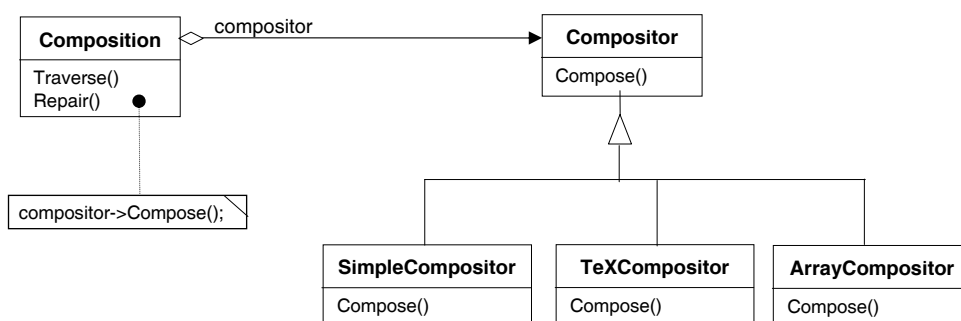 Composition
Traverse()
Repair()
compositor
Compositor
Compose()
compositor->Compose();
SimpleCompositor
Compose()
TeXCompositor
Compose()
ArrayCompositor
Compose()